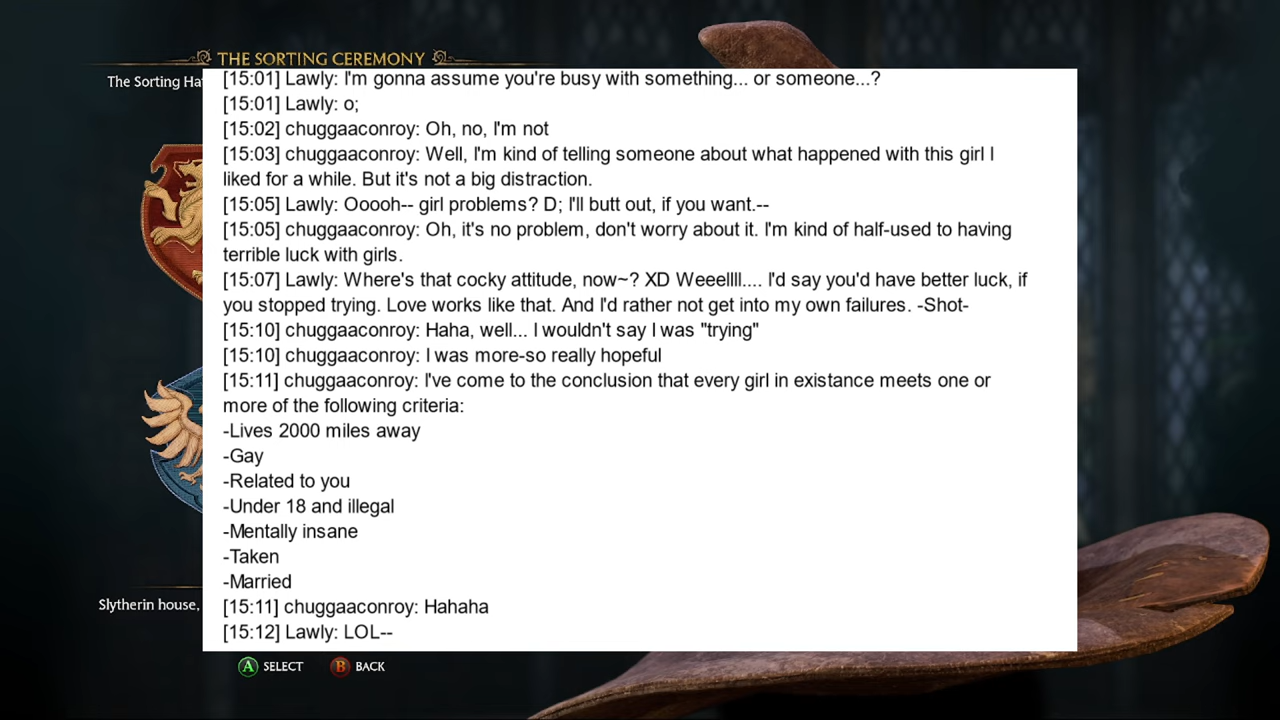 THE SORTING CEREMONY
The Sorting
[15:01] Lawly: I'm gonna assume you're busy with something... or someone...?
[15:01] Lawly: o;
[15:02] chuggaaconroy: Oh, no, I'm not
[15:03] chuggaaconroy: Well, I'm kind of telling someone about what happened with this girl I
liked for a while. But it's not a big distraction.
[15:05] Lawly: Ooooh-- girl problems? D; I'll butt out, if you want.--
[15:05] chuggaaconroy: Oh, it's no problem, don't worry about it. I'm kind of half-used to having
terrible luck with girls.
[15:07] Lawly: Where's that cocky attitude, now~? XD Weeellll.... I'd say you'd have better luck, if
you stopped trying. Love works like that. And I'd rather not get into my own failures. -Shot-
[15:10] chuggaaconroy: Haha, well... I wouldn't say I was "trying"
[15:10] chuggaaconroy: I was more-so really hopeful
[15:11] chuggaaconroy: I've come to the conclusion that every girl in existance meets one or
more of the following criteria:
-Lives 2000 miles away
-Gay
-Related to you
-Under 18 and illegal
-Mentally insane
-Taken
-Married
[15:11] chuggaaconroy: Hahaha
[15:12] Lawly: LOL--
Slytherin house,
A SELECT B BACK